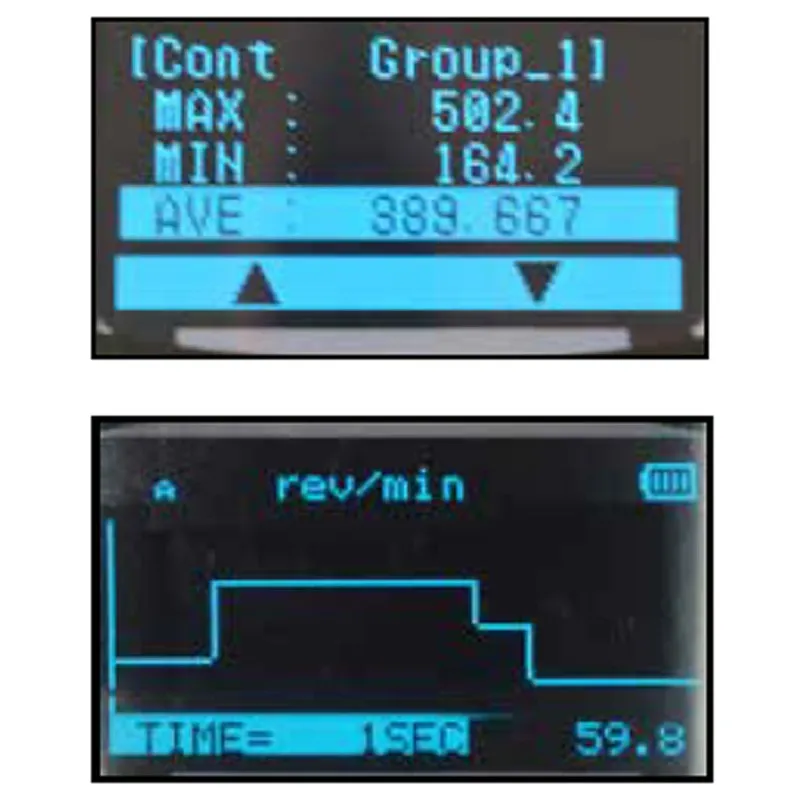 [Cont Group_1]
MAX : 502.4
MIN : 164.2
AVE : 389.667
A rev/min
TIME= 1SEC 59.8